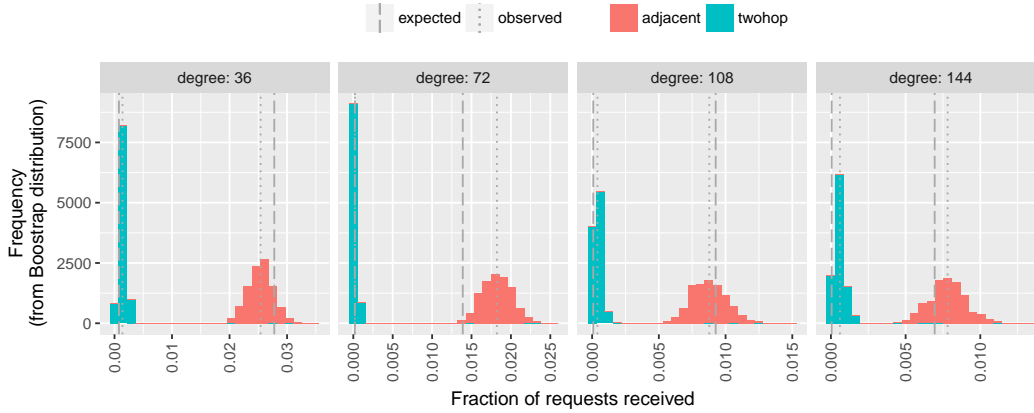 expected observed adjacent twohop
degree: 36 degree: 72 degree: 108 degree: 144
Frequency
(from Boostrap distribution)
7500
5000
2500
0
0.000 0.01 0.02 0.03 0.000 0.005 0.010 0.015 0.020 0.025 0.000 0.005 0.010 0.015 0.000 0.005 0.010
Fraction of requests received